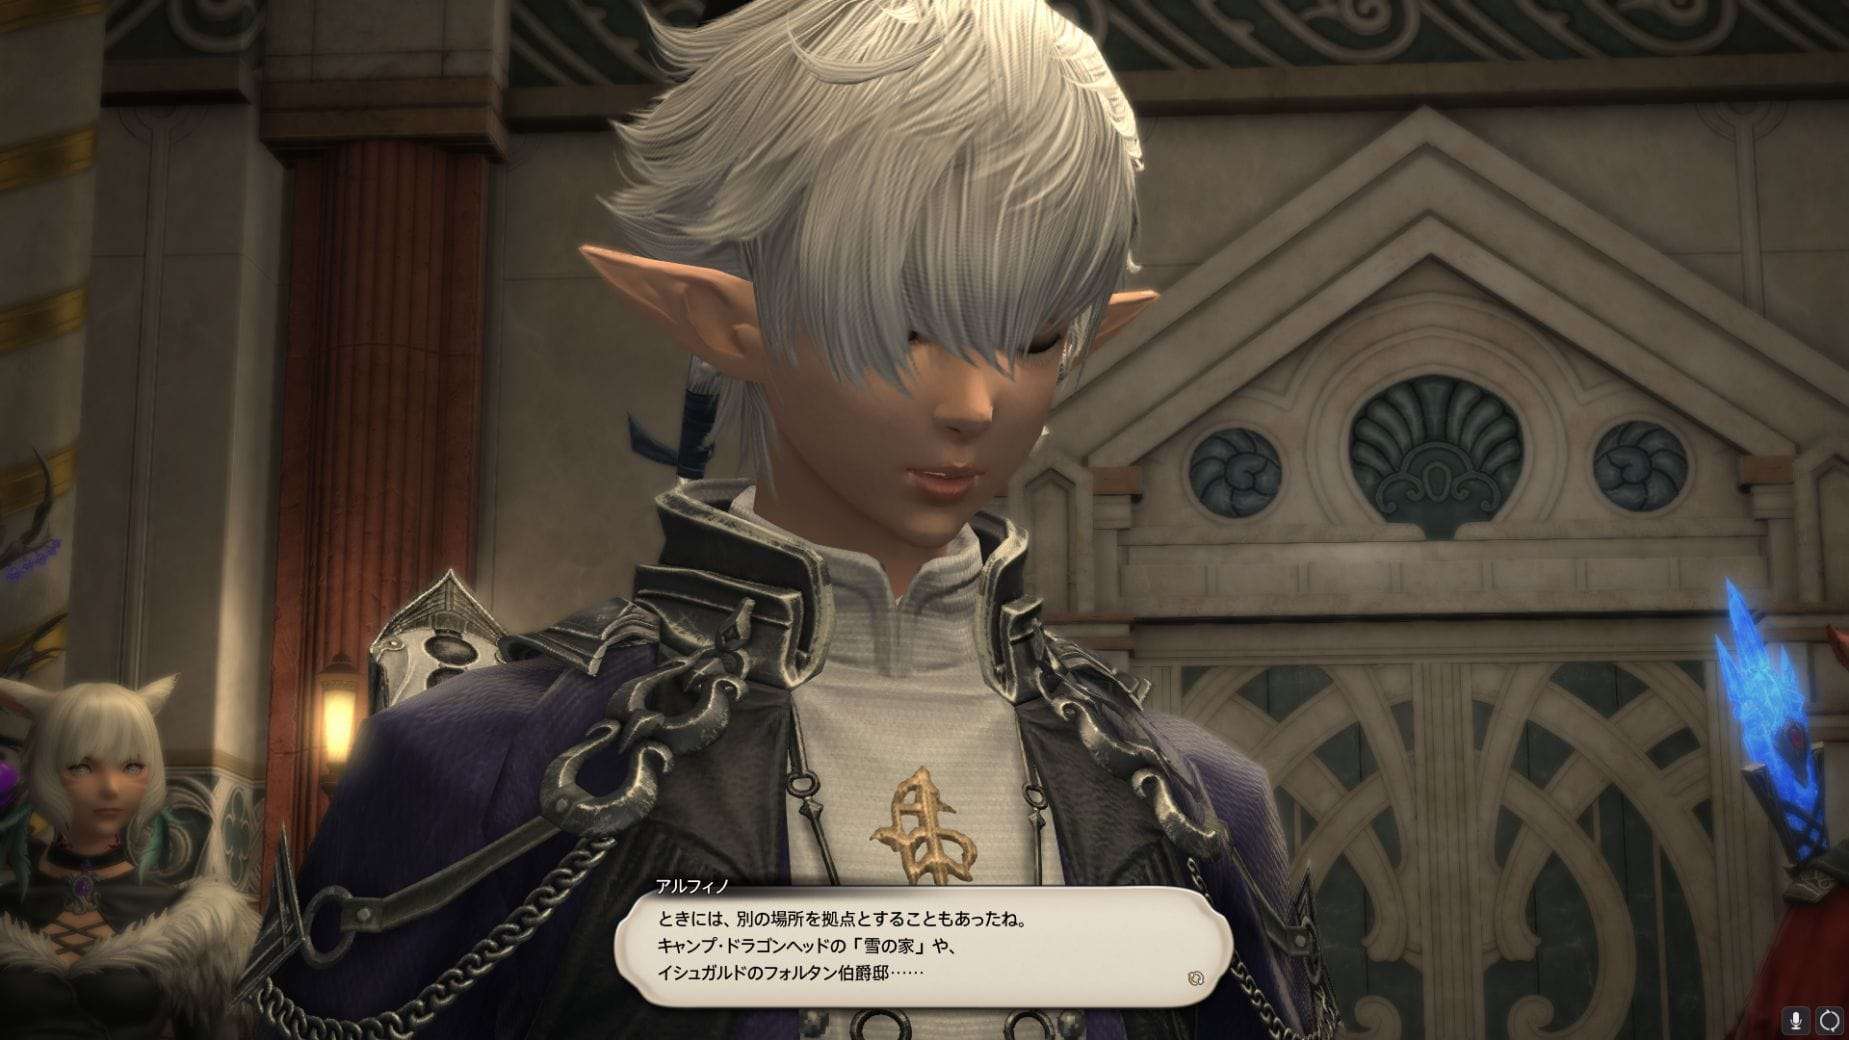 アルフィノ
ときには、別の場所を拠点とすることもあったね。
キャンプ・ドラゴンヘッドの「雪の家」や、
イシュガルドのフォルタン伯爵邸……